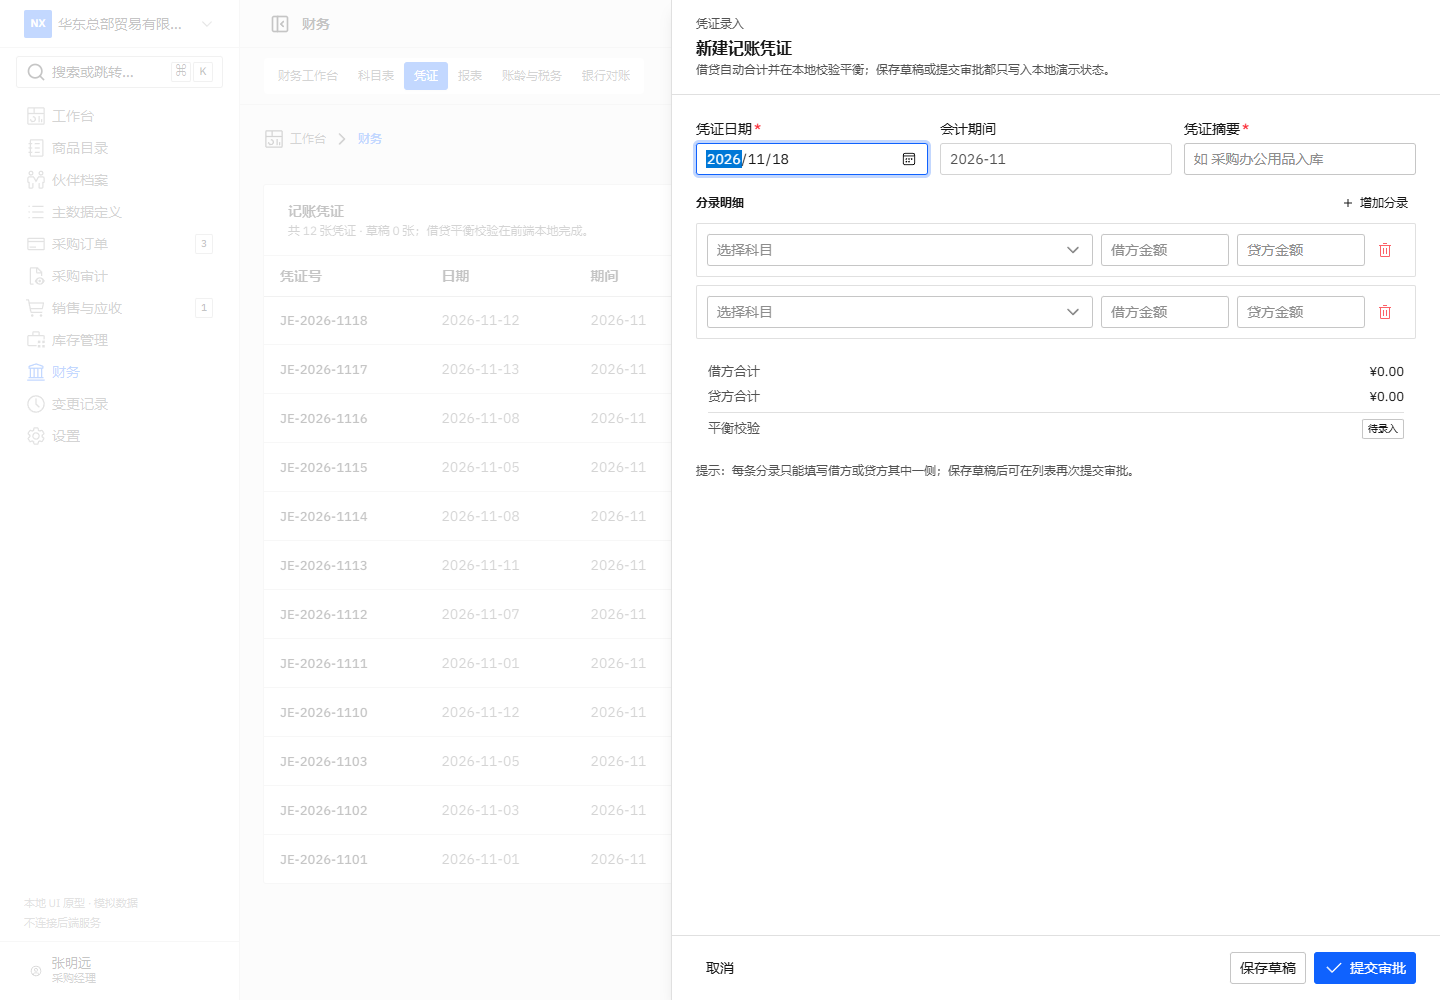 NX 华东总部贸易有限...
搜索或跳转... ⌘ K
工作台
商品目录
伙伴档案
主数据定义
采购订单 3
采购审计
销售与应收 1
库存管理
财务
变更记录
设置
本地 UI 原型 · 模拟数据
不连接后端服务
张明远
采购经理
财务
财务工作台 科目表 凭证 报表 账龄与税务 银行对账
工作台 财务
记账凭证
共 12 张凭证 · 草稿 0 张；借贷平衡校验在前端本地完成。
凭证号 日期 期间
JE-2026-1118 2026-11-12 2026-11
JE-2026-1117 2026-11-13 2026-11
JE-2026-1116 2026-11-08 2026-11
JE-2026-1115 2026-11-05 2026-11
JE-2026-1114 2026-11-08 2026-11
JE-2026-1113 2026-11-11 2026-11
JE-2026-1112 2026-11-07 2026-11
JE-2026-1111 2026-11-01 2026-11
JE-2026-1110 2026-11-12 2026-11
JE-2026-1103 2026-11-05 2026-11
JE-2026-1102 2026-11-03 2026-11
JE-2026-1101 2026-11-01 2026-11
凭证录入
新建记账凭证
借贷自动合计并在本地校验平衡；保存草稿或提交审批都只写入本地演示状态。
凭证日期* 会计期间 凭证摘要*
2026/11/18 2026-11 如 采购办公用品入库
分录明细 + 增加分录
选择科目 借方金额 贷方金额
选择科目 借方金额 贷方金额
借方合计 ¥0.00
贷方合计 ¥0.00
平衡校验 待录入
提示：每条分录只能填写借方或贷方其中一侧；保存草稿后可在列表再次提交审批。
取消 保存草稿 提交审批